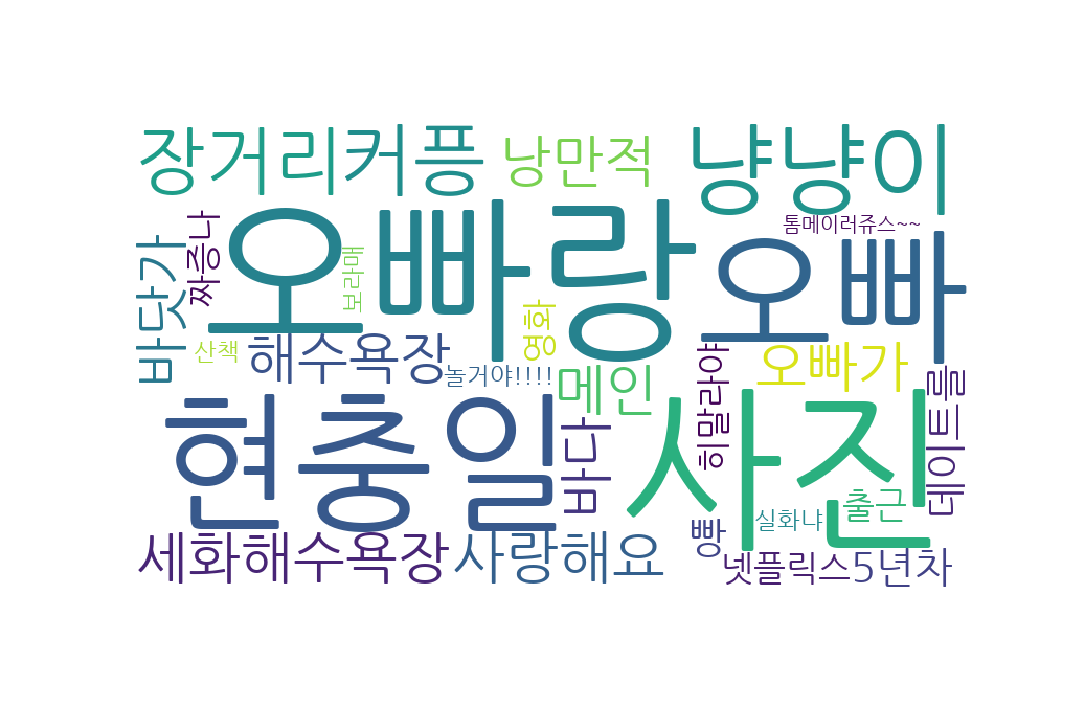 장거리커플
낭만적
냥냥이
톰메이러쥬스~~
짜증나
바닷가
오빠랑
보라매
오빠
산책
해수욕장
영화
놀거야!!!!
메인
히말라야
오빠가
데이트를
현충일
바다
사진
출근
실화냐
빵
세화해수욕장
사랑해요
넷플릭스
5년차